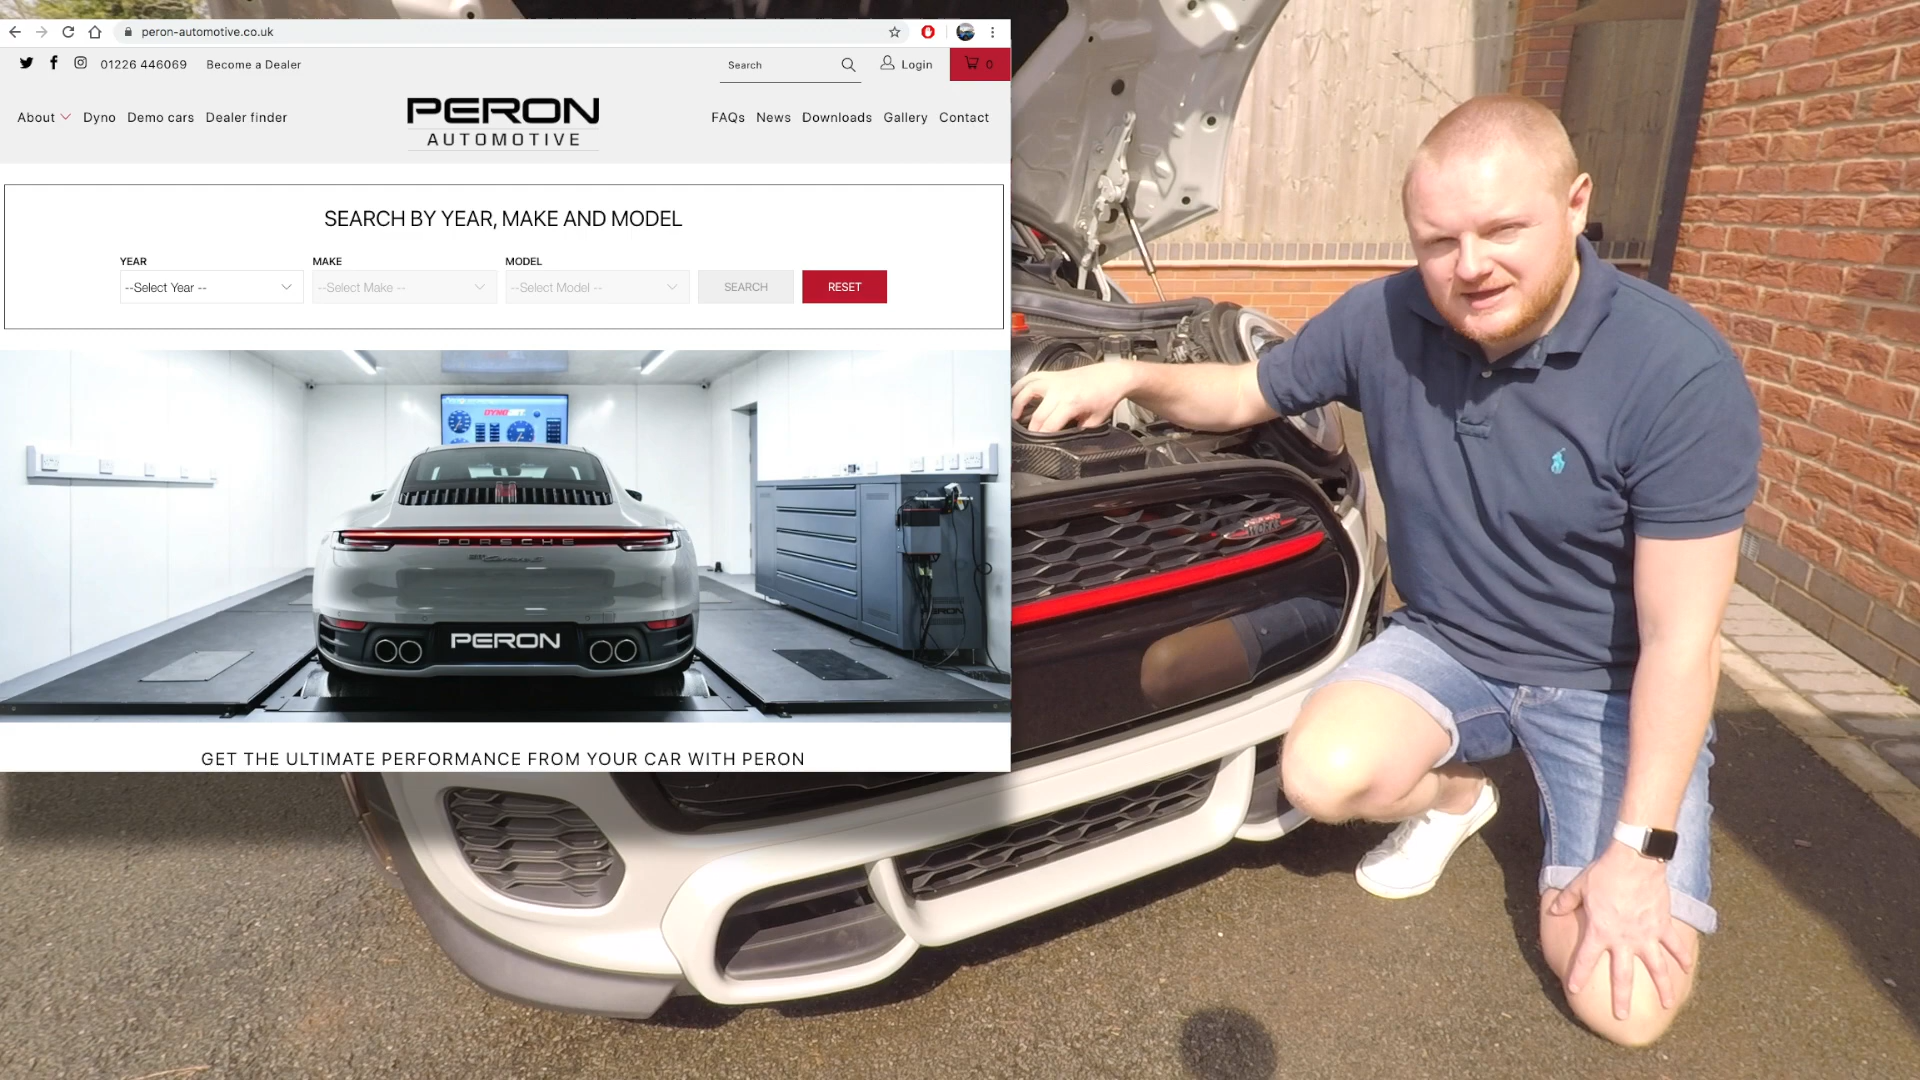 peron-automotive.co.uk
01226 446069 Become a Dealer Search Login 0
About Dyno Demo cars Dealer finder
PERON
AUTOMOTIVE
FAQs News Downloads Gallery Contact
SEARCH BY YEAR, MAKE AND MODEL
YEAR MAKE MODEL
--Select Year -- --Select Make -- --Select Model -- SEARCH RESET
PORSCHE
PERON
GET THE ULTIMATE PERFORMANCE FROM YOUR CAR WITH PERON
WORKS